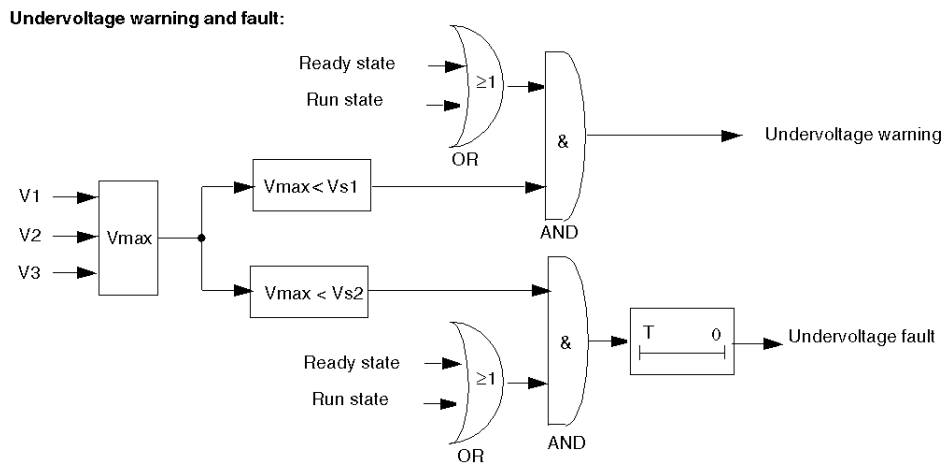 Undervoltage warning and fault:
Ready state
Run state
≥1
OR
&
AND
Undervoltage warning
V1
V2
V3
Vmax
Vmax < Vs1
Vmax < Vs2
Ready state
Run state
≥1
OR
&
AND
T 0
Undervoltage fault